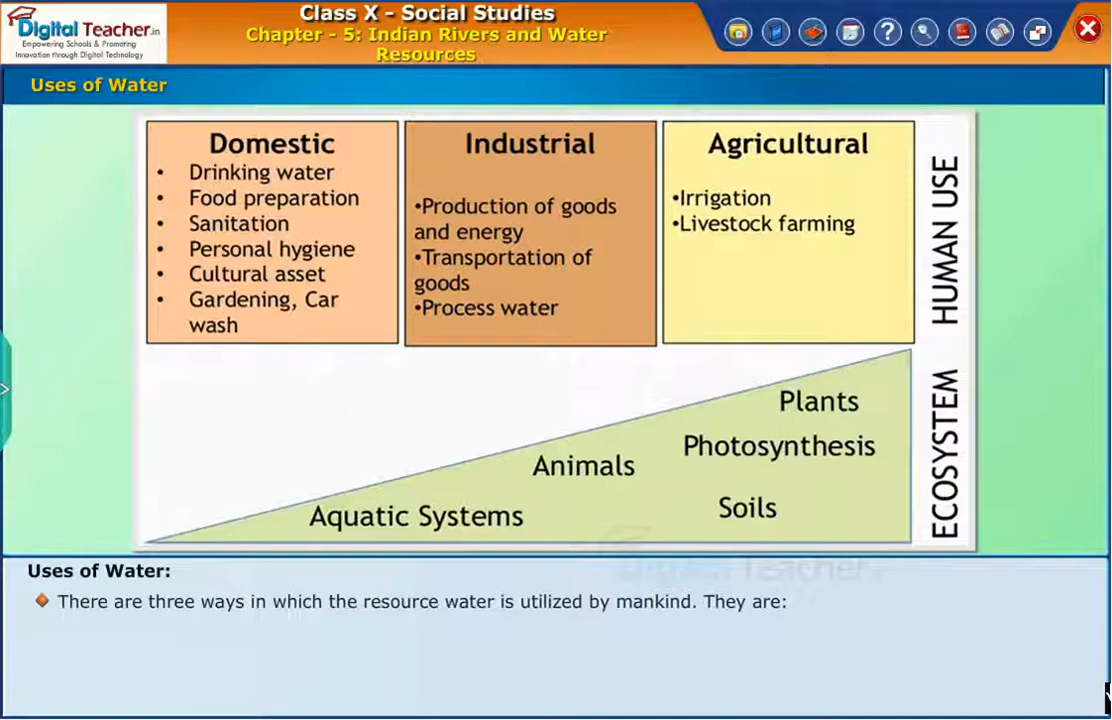 Digital Teacher.in
Empowering Schools & Promoting
Innovation through Digital Technology
Class X - Social Studies
Chapter - 5: Indian Rivers and Water
Resources
Uses of Water
Domestic
• Drinking water
• Food preparation
• Sanitation
• Personal hygiene
• Cultural asset
• Gardening, Car
wash
Industrial
•Production of goods
and energy
•Transportation of
goods
•Process water
Agricultural
•Irrigation
•Livestock farming
HUMAN USE
Plants
Photosynthesis
Animals
Soils
Aquatic Systems
ECOSYSTEM
Digital Teacher
Uses of Water:
There are three ways in which the resource water is utilized by mankind. They are: